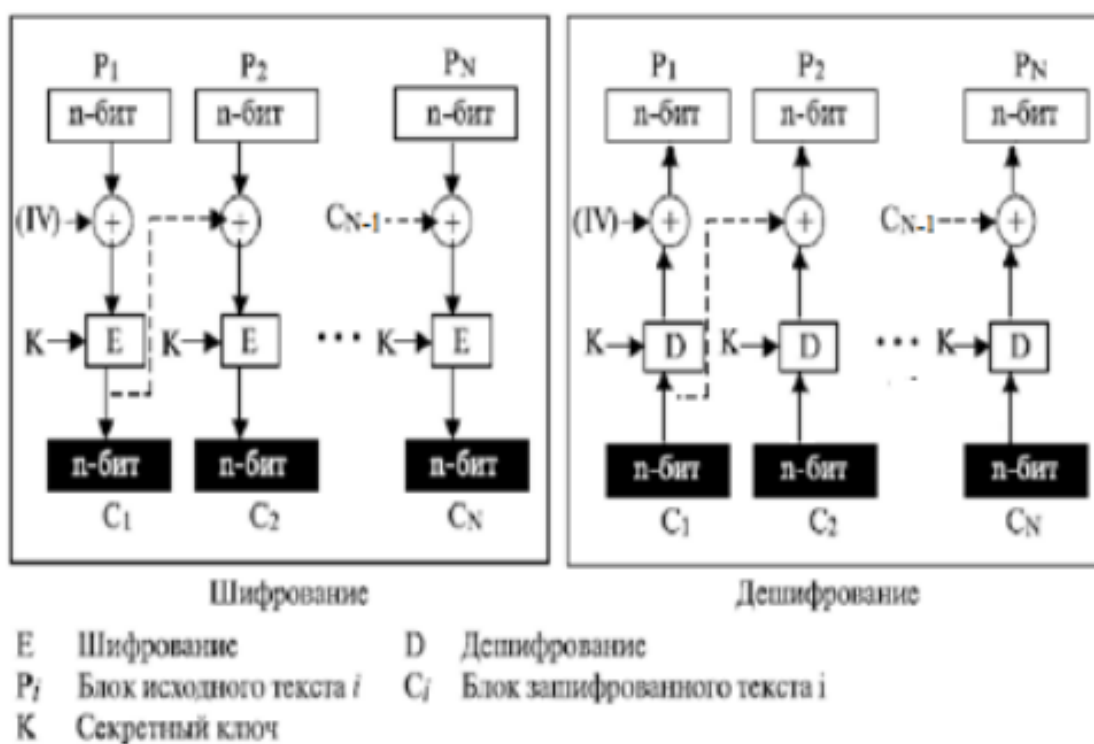 P1 P2 PN P1 P2 PN
n-бит n-бит n-бит n-бит n-бит n-бит
(IV) + + CN-1 + (IV) + + CN-1 +
K E K E ... K E K D K D ... K D
n-бит n-бит n-бит n-бит n-бит n-бит
C1 C2 CN C1 C2 CN
Шифрование Дешифрование
E Шифрование D Дешифрование
Pi Блок исходного текста i Ci Блок зашифрованного текста i
K Секретный ключ